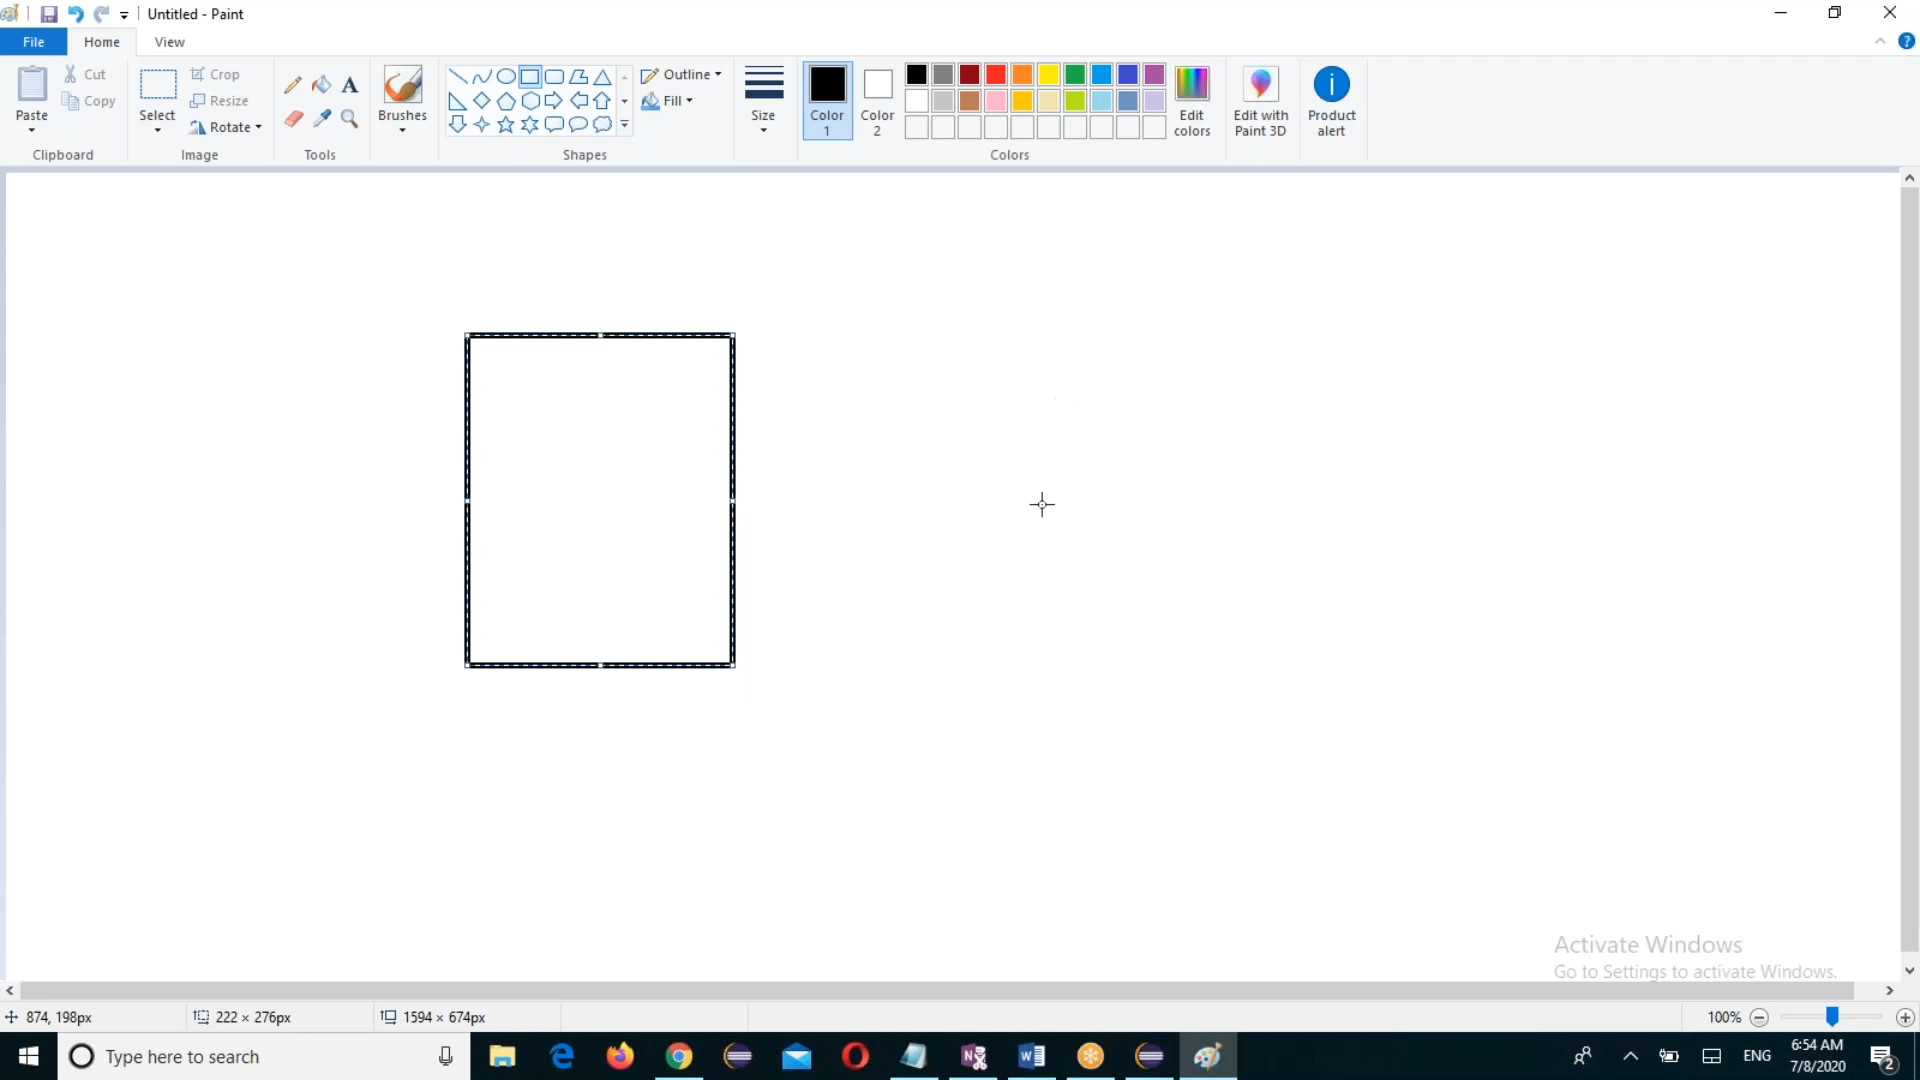 Untitled - Paint
File Home View
Paste
Cut
Copy
Clipboard
Select
Crop
Resize
Rotate
Image
A
Tools
Brushes
Shapes
Outline
Fill
Size
Color
1
Color
2
Colors
Edit
colors
Edit with
Paint 3D
Product
alert
Activate Windows
Go to Settings to activate Windows.
874, 198px
222 × 276px
1594 × 674px
100%
Type here to search
ENG
6:54 AM
7/8/2020
2